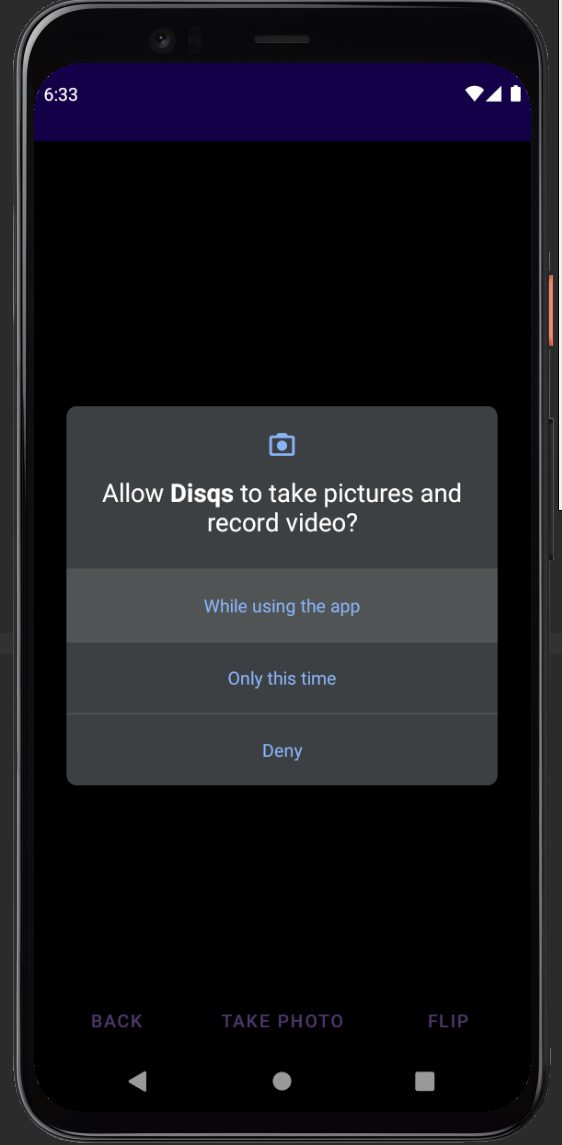 6:33
Allow Disqs to take pictures and
record video?
While using the app
Only this time
Deny
BACK TAKE PHOTO FLIP